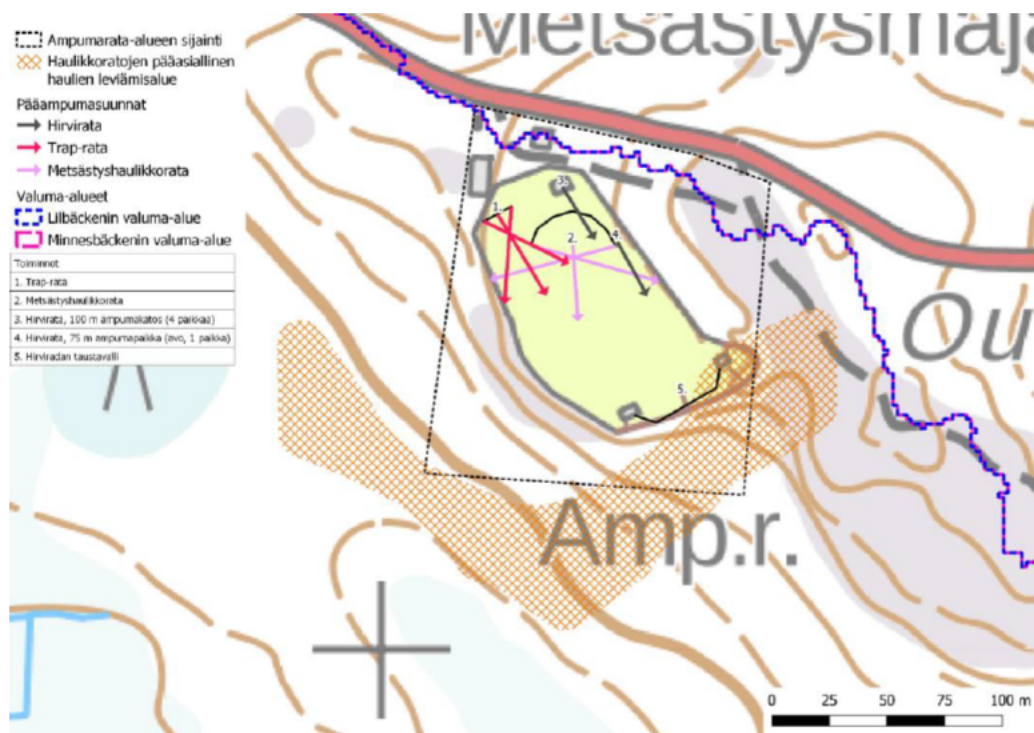 Metsästysmaja
Ampumarata-alueen sijainti
Haulikkoratojen pääasiallinen
haulien leviämisalue
Pääampumasuunnat
Hirvirata
Trap-rata
Metsästyshaulikkorata
Valuma-alueet
Lilbäckenin valuma-alue
Minnesbäckenin valuma-alue
Toiminnot
1. Trap-rata
2. Metsästyshaulikkorata
3. Hirvirata, 100 m ampumakatos (4 paikkaa)
4. Hirvirata, 75 m ampumapaikka (avo, 1 paikka)
5. Hirviradan taustavalli
3.
1.
2.
4.
Ou
5.
Amp.r.
0 25 50 75 100 m